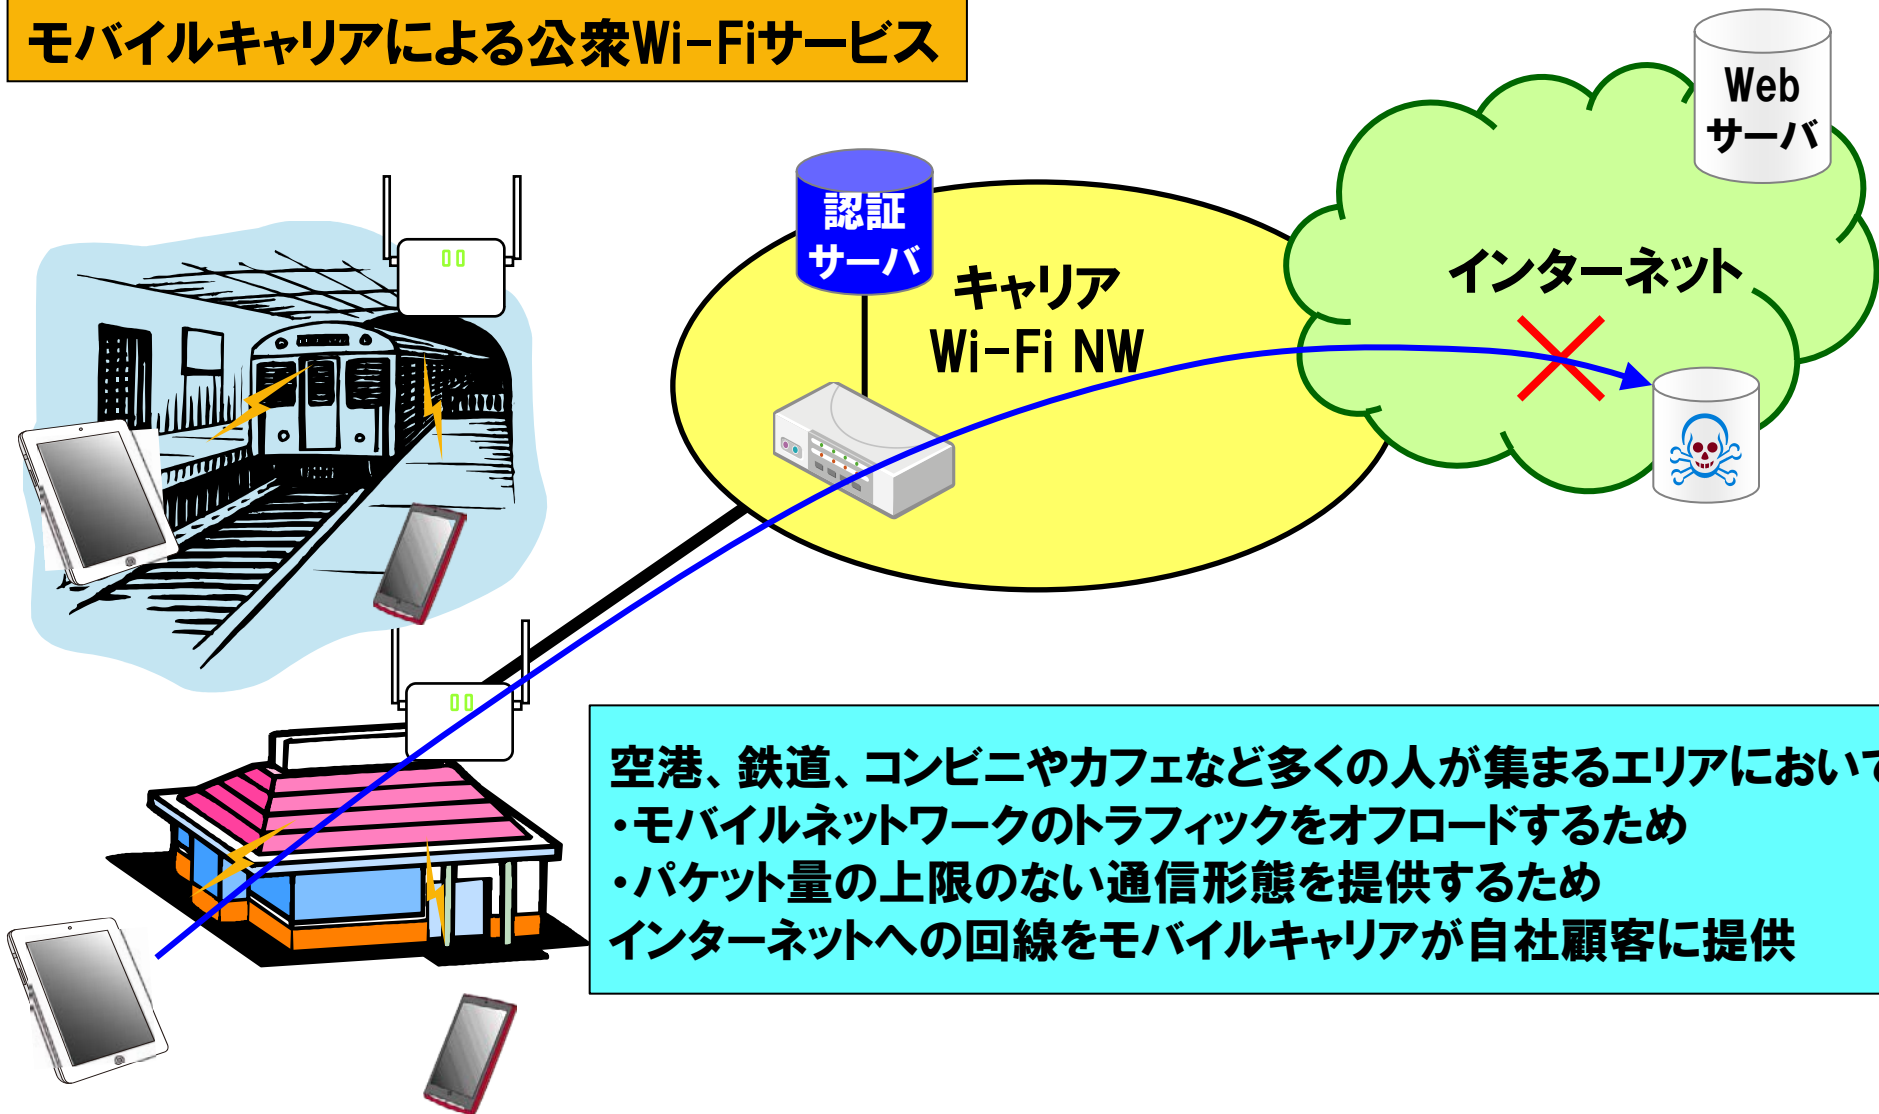 モバイルキャリアによる公衆Wi-Fiサービス
Web
サーバ
認証
サーバ
キャリア
Wi-Fi NW
インターネット
空港、鉄道、コンビニやカフェなど多くの人が集まるエリアにおいて
・モバイルネットワークのトラフィックをオフロードするため
・パケット量の上限のない通信形態を提供するため
インターネットへの回線をモバイルキャリアが自社顧客に提供